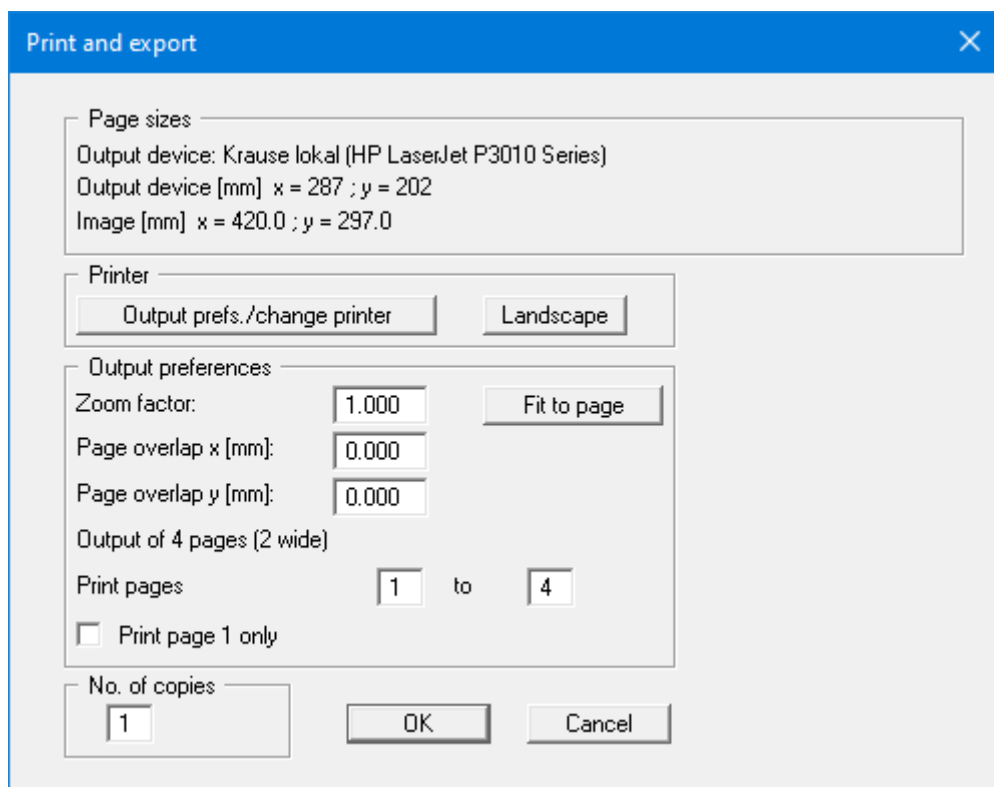 Print and export
Page sizes
Output device: Krause lokal (HP LaserJet P3010 Series)
Output device [mm]  x = 287 ; y = 202
Image [mm]  x = 420.0 ; y = 297.0
Printer
Output prefs./change printer Landscape
Output preferences
Zoom factor: 1.000 Fit to page
Page overlap x [mm]: 0.000
Page overlap y [mm]: 0.000
Output of 4 pages (2 wide)
Print pages 1 to 4
Print page 1 only
No. of copies
1 OK Cancel